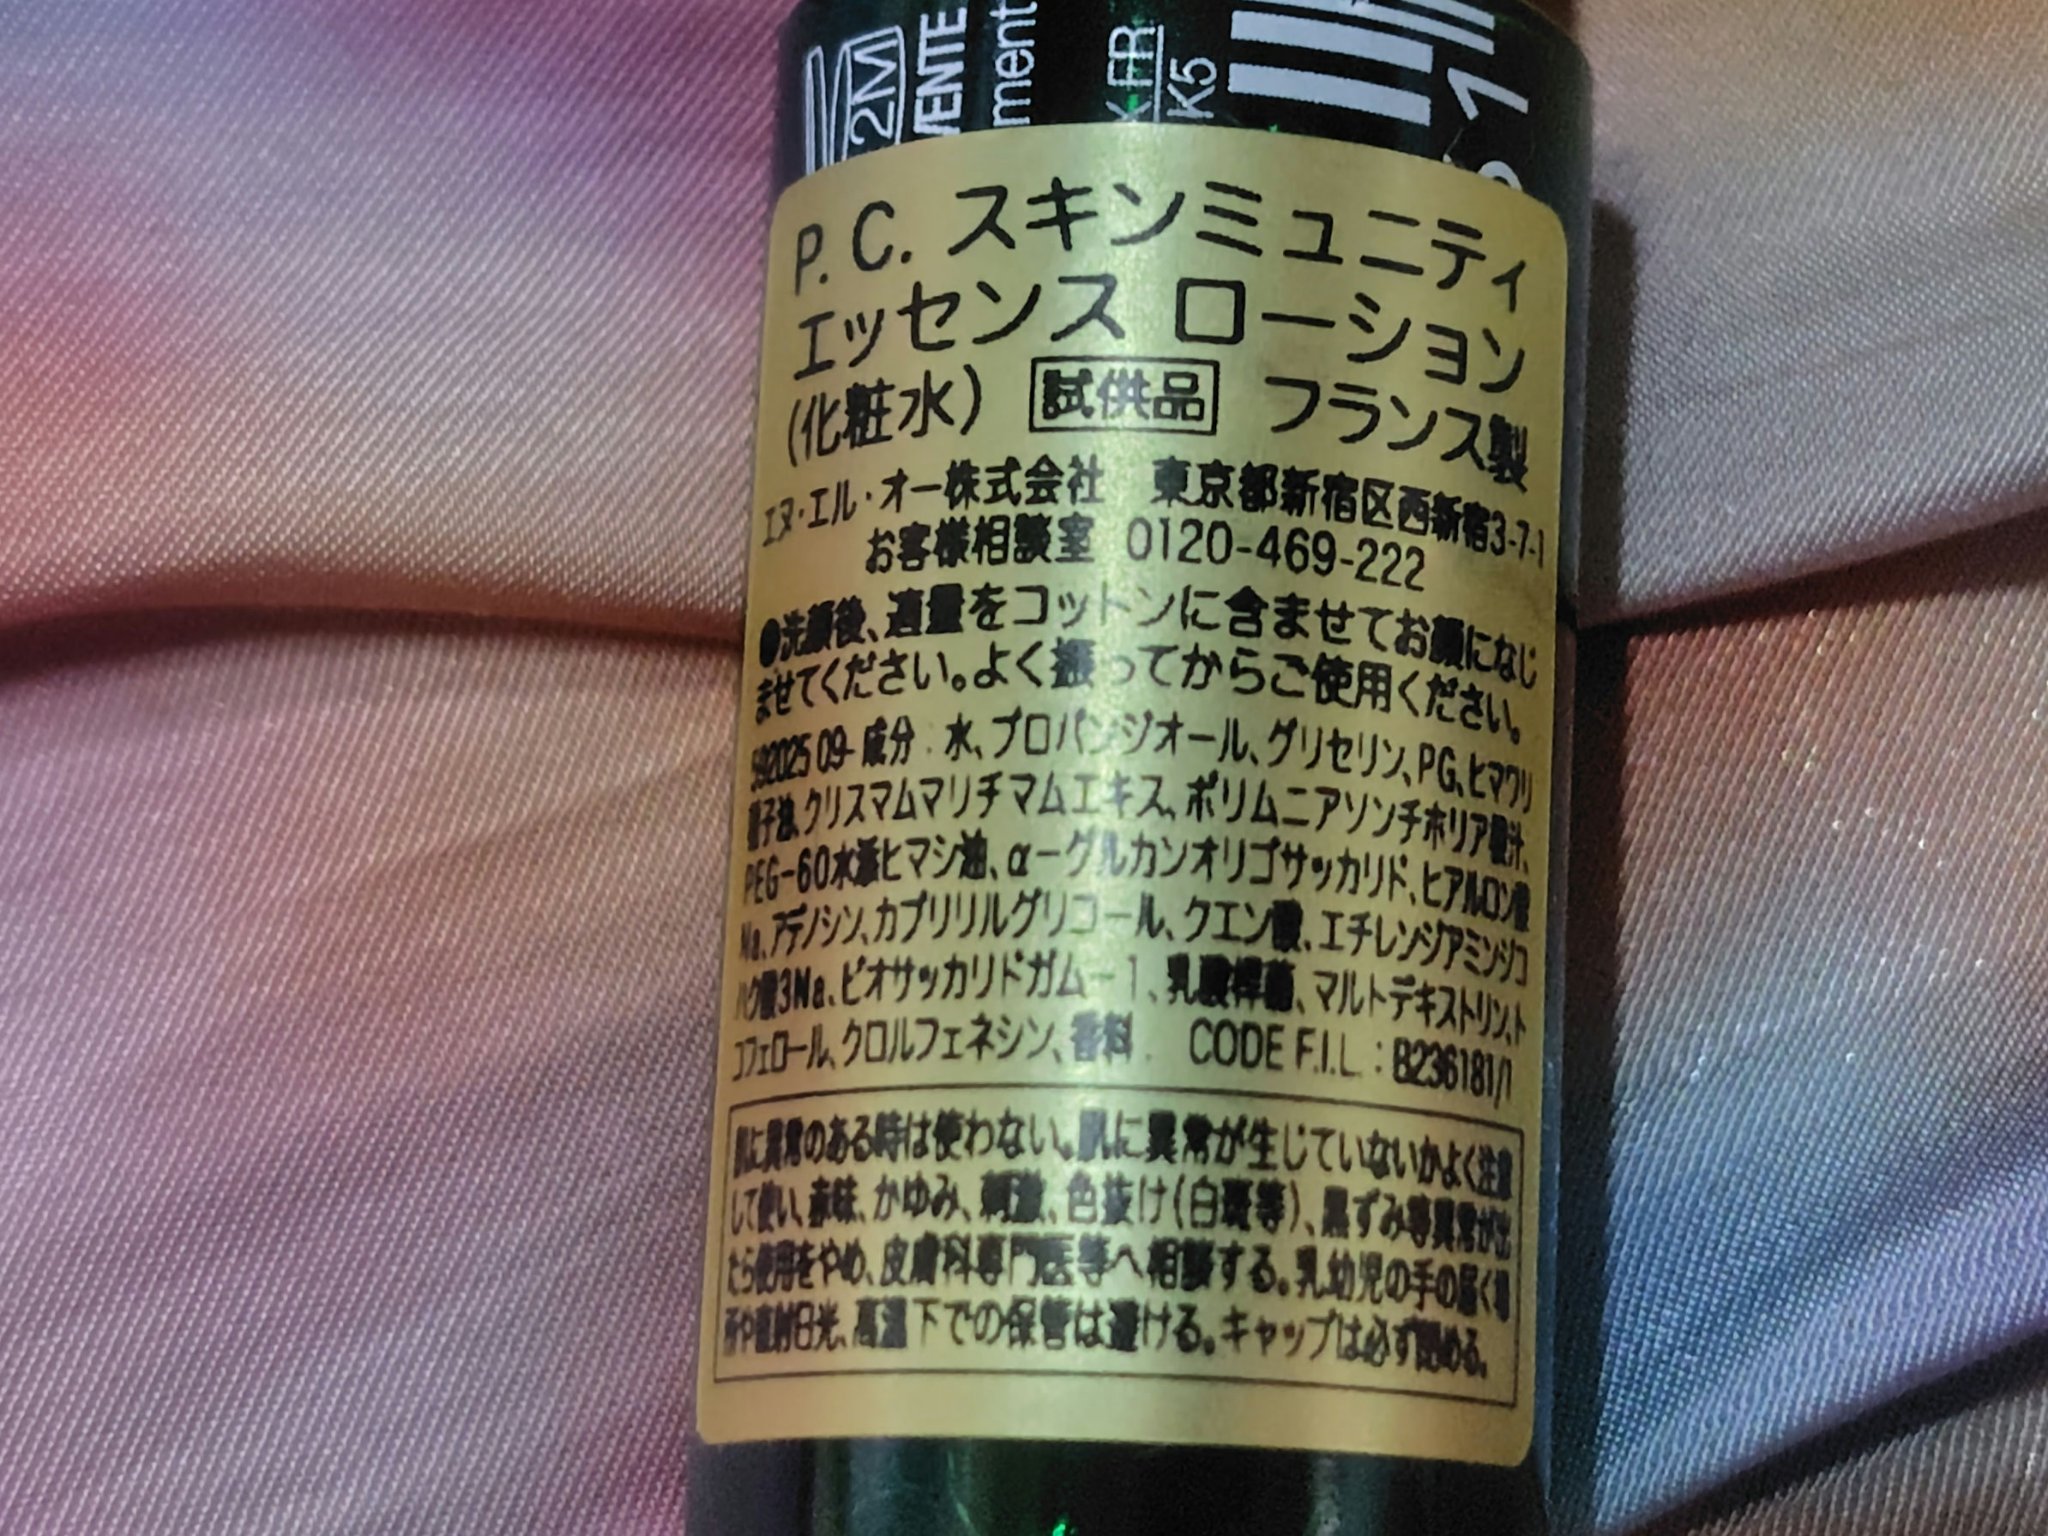 2M
VENTE
ment
K FR
K5
51
P.C. スキンミュニティ
エッセンス ローション
(化粧水) 試供品 フランス製
エヌ・エル・オー株式会社 東京都新宿区西新宿3-7-1
お客様相談室 0120-469-222
●洗顔後、適量をコットンに含ませてお顔になじ
ませてください。よく振ってからご使用ください。
592025 09- 成分:水、プロパンジオール、グリセリン、PG、ヒマワリ
種子油、クリスマムマリチマムエキス、ポリムニアソンチホリア根汁、
PEG-60水添ヒマシ油、α-グルカンオリゴサッカリド、ヒアルロン酸
Na、アデノシン、カプリリルグリコール、クエン酸、エチレンジアミンジコ
ハク酸3Na、ビオサッカリドガム-1、乳酸桿菌、マルトデキストリン、ト
コフェロール、クロルフェネシン、香料. CODE F.I.L.:B236181/1
肌に異常のある時は使わない。肌に異常が生じていないかよく注意
して使い、赤味、かゆみ、刺激、色抜け(白斑等)、黒ずみ等異常が出
たら使用をやめ、皮膚科専門医等へ相談する。乳幼児の手の届く場
所や直射日光、高温下での保管は避ける。キャップは必ず閉める。